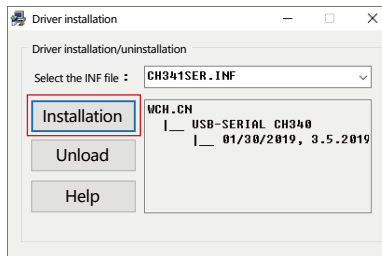 Driver installation
Driver installation/uninstallation
Select the INF file : CH341SER.INF
Installation
WCH.CN
|__ USB-SERIAL CH340
|__ 01/30/2019, 3.5.2019
Unload
Help